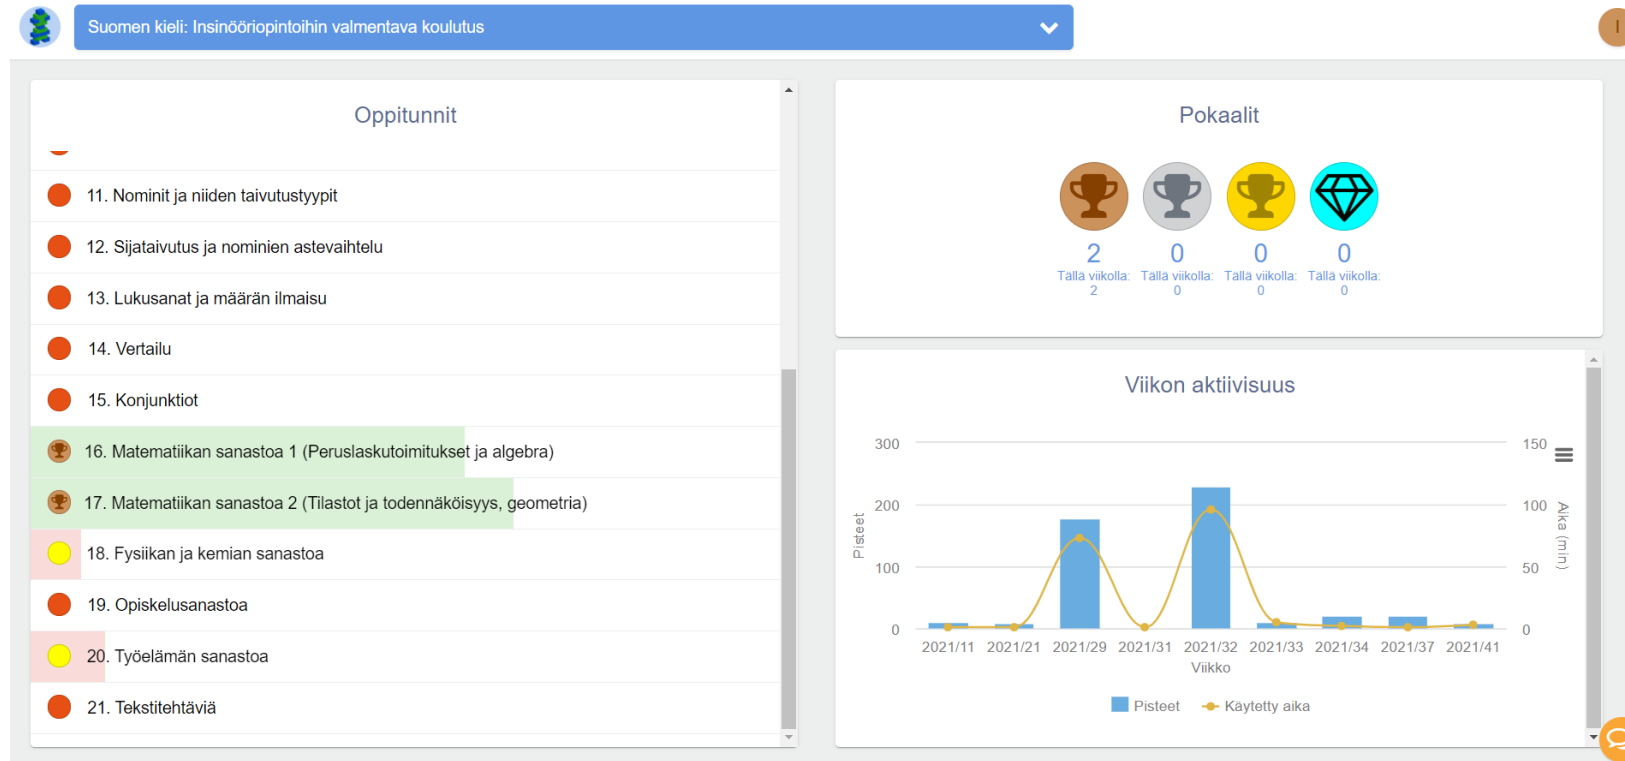 Suomen kieli: Insinööriopintoihin valmentava koulutus
I
Oppitunnit
11. Nominit ja niiden taivutustyypit
12. Sijataivutus ja nominien astevaihtelu
13. Lukusanat ja määrän ilmaisu
14. Vertailu
15. Konjunktiot
16. Matematiikan sanastoa 1 (Peruslaskutoimitukset ja algebra)
17. Matematiikan sanastoa 2 (Tilastot ja todennäköisyys, geometria)
18. Fysiikan ja kemian sanastoa
19. Opiskelusanastoa
20. Työelämän sanastoa
21. Tekstitehtäviä
Pokaalit
2 0 0 0
Tällä viikolla: Tällä viikolla: Tällä viikolla: Tällä viikolla:
2 0 0 0
Viikon aktiivisuus
300 150
200 100
100 50
0 0
Pisteet
Aika (min)
2021/11 2021/21 2021/29 2021/31 2021/32 2021/33 2021/34 2021/37 2021/41
Viikko
Pisteet Käytetty aika